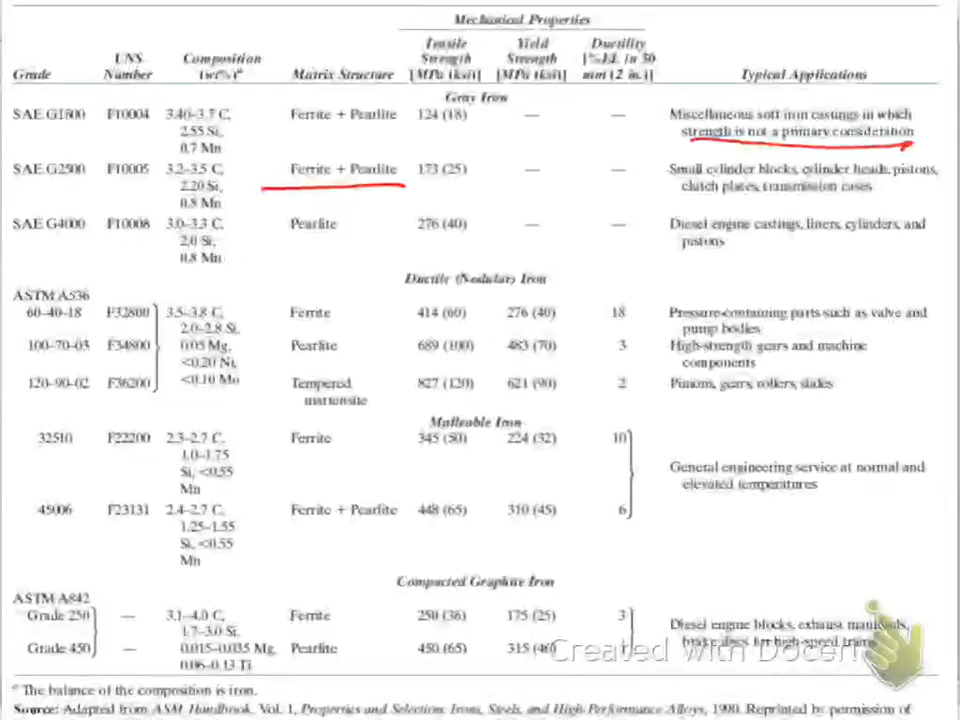 Mechanical Properties
Grade UNS Number Composition (wt%)a Matrix Structure Tensile Strength [MPa (ksi)] Yield Strength [MPa (ksi)] Ductility [%EL in 50 mm (2 in.)] Typical Applications
Gray Iron
SAE G1800 F10004 3.40–3.7 C, Ferrite + Pearlite 124 (18) — — Miscellaneous soft iron castings in which
2.55 Si, strength is not a primary consideration
0.7 Mn
SAE G2500 F10005 3.2–3.5 C, Ferrite + Pearlite 173 (25) — — Small cylinder blocks, cylinder heads, pistons,
2.20 Si, clutch plates, transmission cases
0.8 Mn
SAE G4000 F10008 3.0–3.3 C, Pearlite 276 (40) — — Diesel engine castings, liners, cylinders, and
2.0 Si, pistons
0.8 Mn
Ductile (Nodular) Iron
ASTM A536
60-40-18 F32800 3.5–3.8 C, Ferrite 414 (60) 276 (40) 18 Pressure-containing parts such as valve and
2.0–2.8 Si, pump bodies
100-70-03 F34800 0.05 Mg, Pearlite 689 (100) 483 (70) 3 High-strength gears and machine
<0.20 Ni, components
120-90-02 F36200 <0.10 Mo Tempered 827 (120) 621 (90) 2 Pinions, gears, rollers, slides
martensite
Malleable Iron
32510 F22200 2.3–2.7 C, Ferrite 345 (50) 224 (32) 10
1.0–1.75 General engineering service at normal and
Si, <0.55 elevated temperatures
Mn
45006 F23131 2.4–2.7 C, Ferrite + Pearlite 448 (65) 310 (45) 6
1.25–1.55
Si, <0.55
Mn
Compacted Graphite Iron
ASTM A842
Grade 250 — 3.1–4.0 C, Ferrite 250 (36) 175 (25) 3 Diesel engine blocks, exhaust manifolds,
1.7–3.0 Si, brake discs for high-speed trains
Grade 450 — 0.015–0.035 Mg, Pearlite 450 (65) 315 (46) 1
0.06–0.13 Ti
Created with Docer
a The balance of the composition is iron.
Source: Adapted from ASM Handbook, Vol. 1, Properties and Selection: Irons, Steels, and High-Performance Alloys, 1990. Reprinted by permission of